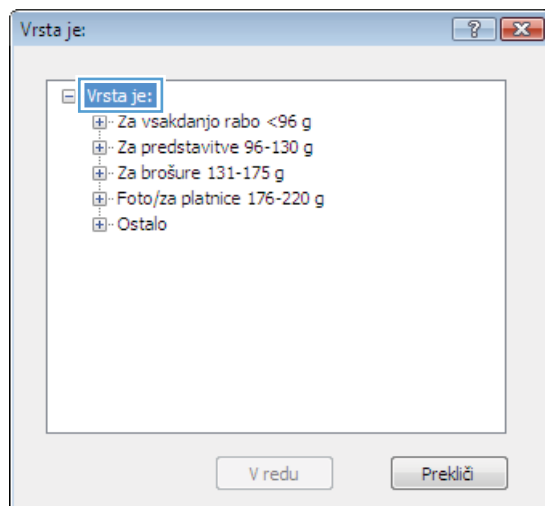 Vrsta je:
Vrsta je:
Za vsakdanjo rabo <96 g
Za predstavitve 96-130 g
Za brošure 131-175 g
Foto/za platnice 176-220 g
Ostalo
V redu Prekliči